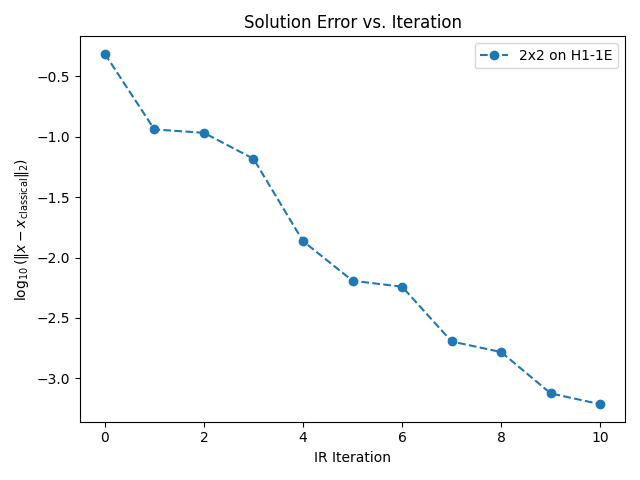 Solution Error vs. Iteration
2x2 on H1-1E
−0.5
−1.0
−1.5
−2.0
−2.5
−3.0
log₁₀(‖x − x_classical‖₂)
0 2 4 6 8 10
IR Iteration